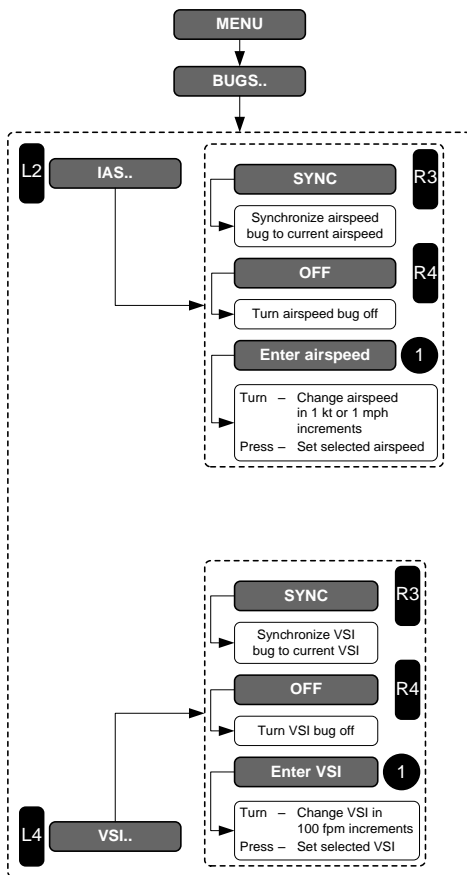 MENU
BUGS..
L2
IAS..
SYNC
R3
Synchronize airspeed
bug to current airspeed
OFF
R4
Turn airspeed bug off
Enter airspeed
1
Turn – Change airspeed
in 1 kt or 1 mph
increments
Press – Set selected airspeed
SYNC
R3
Synchronize VSI
bug to current VSI
OFF
R4
Turn VSI bug off
Enter VSI
1
Turn – Change VSI in
100 fpm increments
Press – Set selected VSI
L4
VSI..